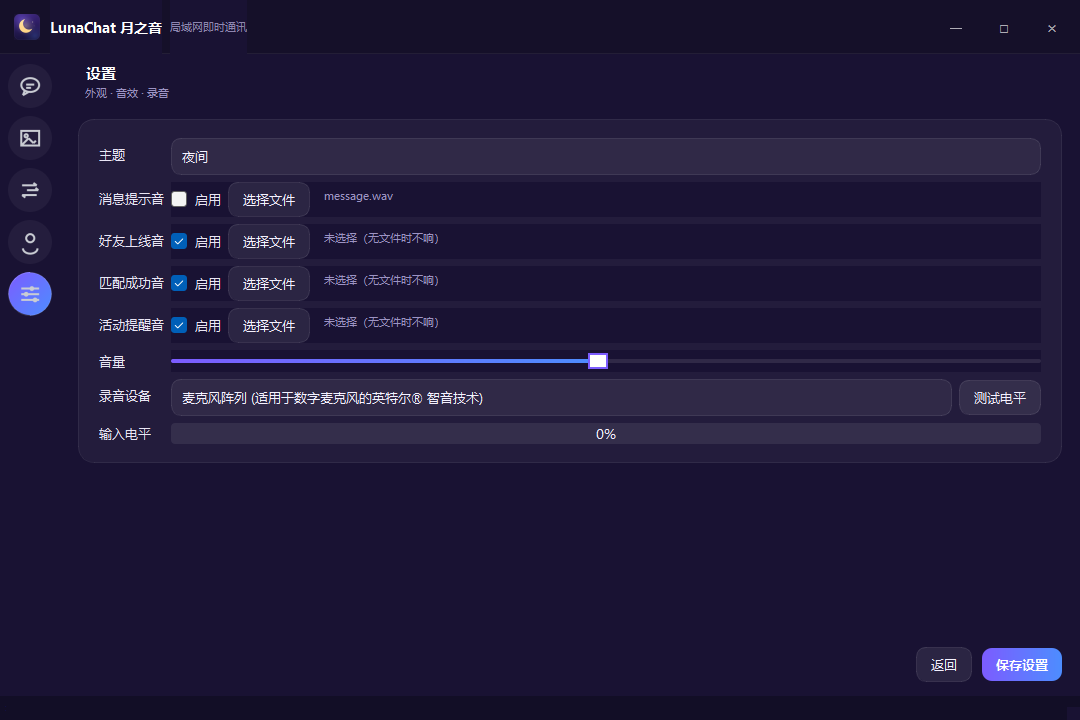 LunaChat 月之音 局域网即时通讯
设置
外观 · 音效 · 录音
主题 夜间
消息提示音 启用 选择文件 message.wav
好友上线音 启用 选择文件 未选择（无文件时不响）
匹配成功音 启用 选择文件 未选择（无文件时不响）
活动提醒音 启用 选择文件 未选择（无文件时不响）
音量
录音设备 麦克风阵列 (适用于数字麦克风的英特尔® 智音技术) 测试电平
输入电平 0%
返回 保存设置